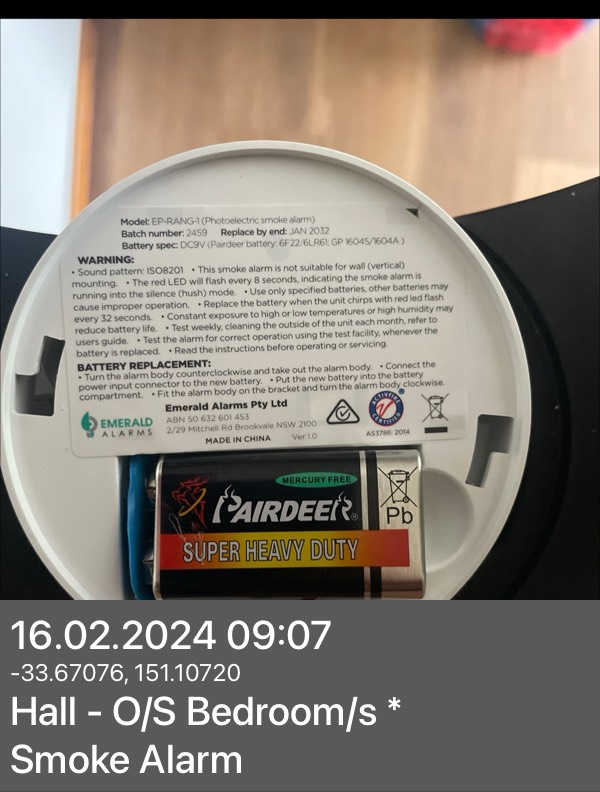 Model: EP-RANG-1 (Photoelectric smoke alarm)
Batch number: 2459 Replace by end: JAN 2032
Battery spec: DC9V (Pairdeer battery: 6F22/6LR61; GP 1604S/1604A )
WARNING:
• Sound pattern: ISO8201 • This smoke alarm is not suitable for wall (vertical)
mounting. • The red LED will flash every 8 seconds, indicating the smoke alarm is
running into the silence (hush) mode. • Use only specified batteries, other batteries may
cause improper operation. • Replace the battery when the unit chirps with red led flash
every 32 seconds. • Constant exposure to high or low temperatures or high humidity may
reduce battery life. • Test weekly, cleaning the outside of the unit each month, refer to
users guide. • Test the alarm for correct operation using the test facility, whenever the
battery is replaced. • Read the instructions before operating or servicing.
BATTERY REPLACEMENT:
• Turn the alarm body counterclockwise and take out the alarm body. • Connect the
power input connector to the new battery. • Put the new battery into the battery
compartment. • Fit the alarm body on the bracket and turn the alarm body clockwise.
EMERALD
ALARMS
Emerald Alarms Pty Ltd
ABN 50 632 601 453
2/29 Mitchell Rd Brookvale NSW 2100
MADE IN CHINA Ver 1.0
ACTIVFIRE
CERTIFIED
AS3786: 2014
MERCURY FREE
PAIRDEER®
SUPER HEAVY DUTY
Pb
16.02.2024 09:07
-33.67076, 151.10720
Hall - O/S Bedroom/s *
Smoke Alarm